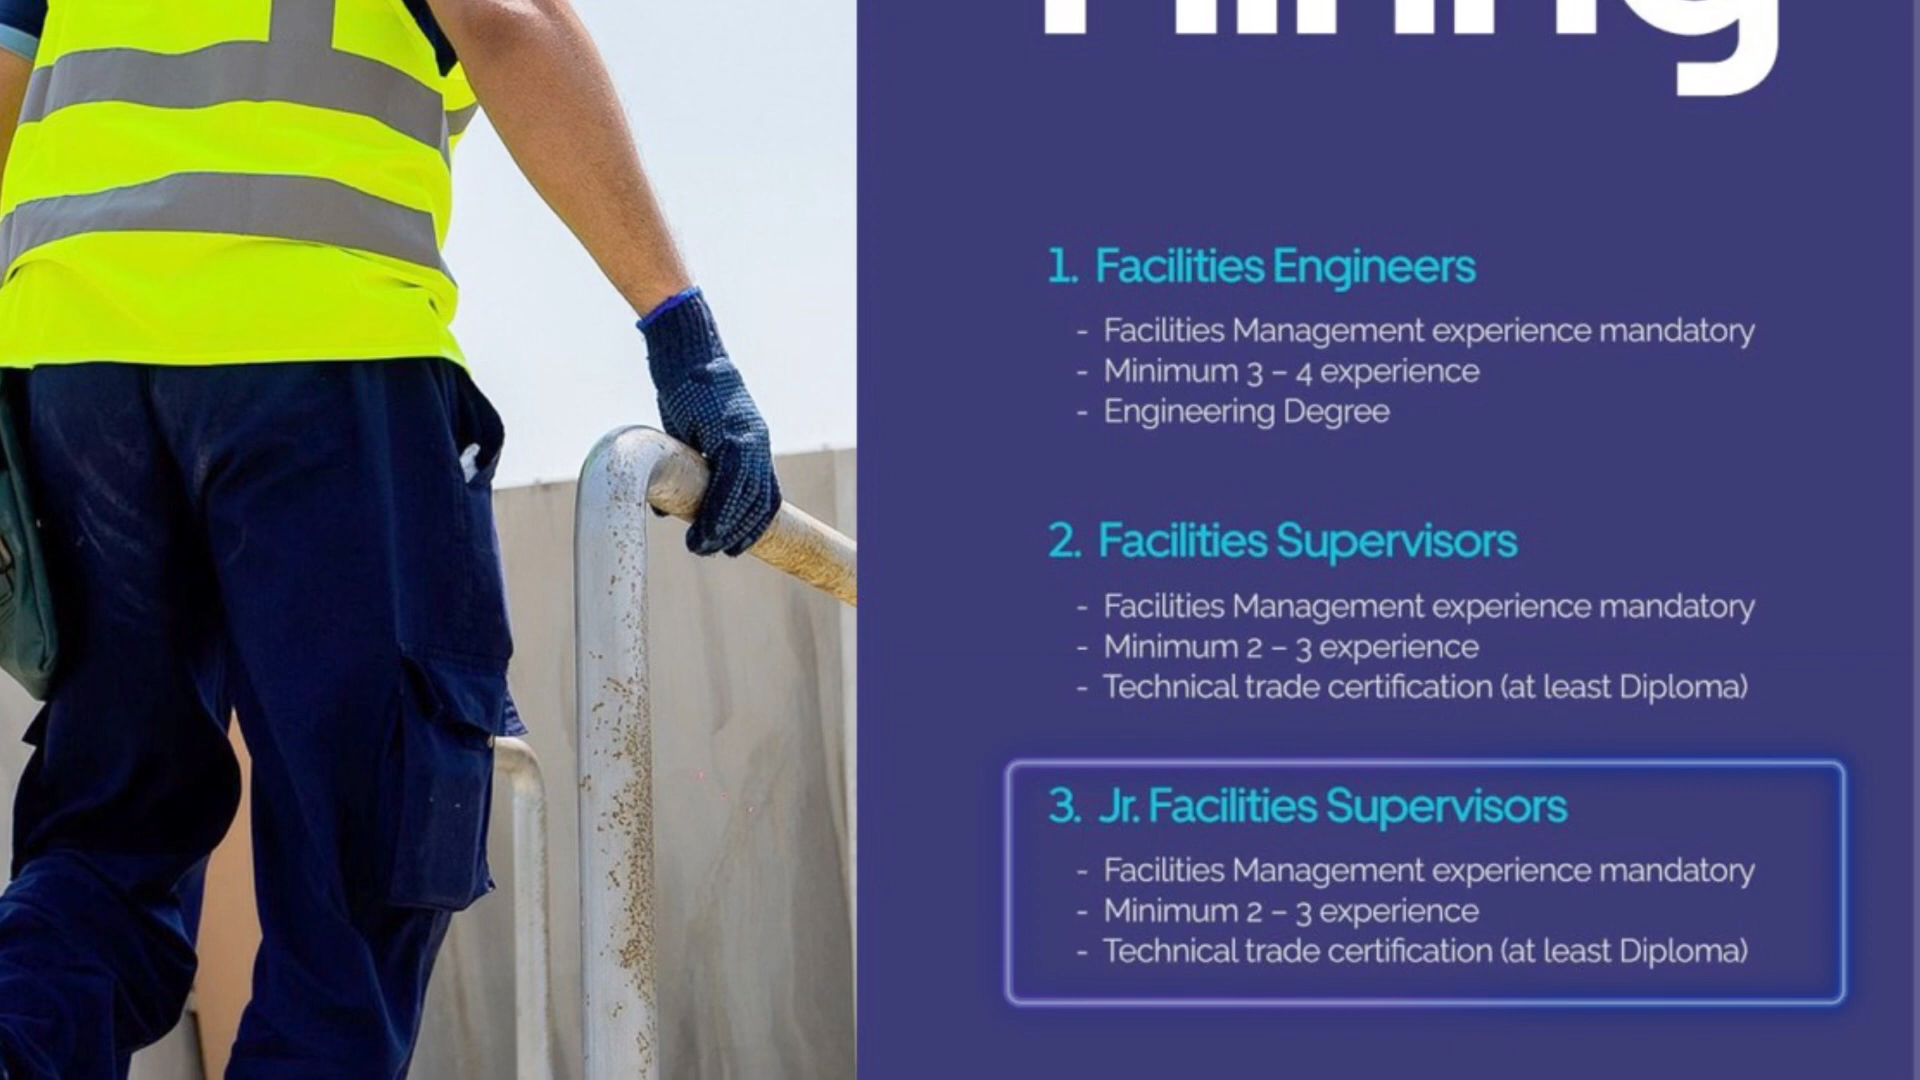 1. Facilities Engineers
- Facilities Management experience mandatory
- Minimum 3 – 4 experience
- Engineering Degree
2. Facilities Supervisors
- Facilities Management experience mandatory
- Minimum 2 – 3 experience
- Technical trade certification (at least Diploma)
3. Jr. Facilities Supervisors
- Facilities Management experience mandatory
- Minimum 2 – 3 experience
- Technical trade certification (at least Diploma)